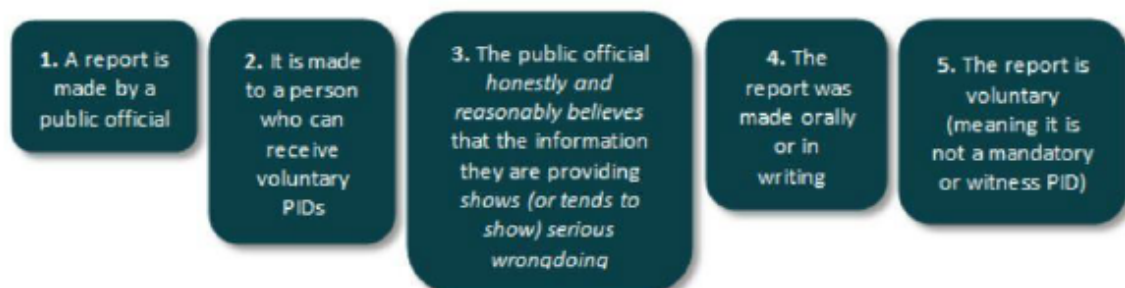 1. A report is
made by a
public official
2. It is made
to a person
who can
receive
voluntary
PIDs
3. The public official
honestly and
reasonably believes
that the information
they are providing
shows (or tends to
show) serious
wrongdoing
4. The
report was
made orally
or in
writing
5. The report is
voluntary
(meaning it is
not a mandatory
or witness PID)